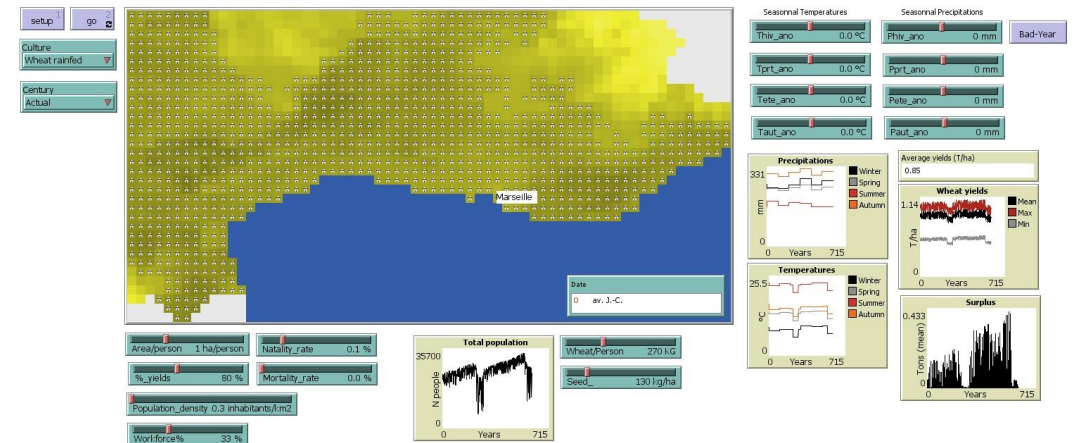 setup 1
go 2
Culture
Wheat rainfed
Century
Actual
Marseille
Date
0 av. J.-C.
Seasonnal Temperatures
Thiv_ano 0.0 °C
Tprt_ano 0.0 °C
Tete_ano 0.0 °C
Taut_ano 0.0 °C
Seasonnal Precipitations
Phiv_ano 0 mm
Pprt_ano 0 mm
Pete_ano 0 mm
Paut_ano 0 mm
Bad-Year
Precipitations
331
mm
0
0 Years 715
Winter
Spring
Summer
Autumn
Average yields (T/ha)
0.85
Wheat yields
1.14
T/ha
0
0 Years 715
Mean
Max
Min
Temperatures
25.5
°C
0
0 Years 715
Winter
Spring
Summer
Autumn
Surplus
0.433
Tons (mean)
0
0 Years 715
Area/person 1 ha/person
Natality_rate 0.1 %
%_yields 80 %
Mortality_rate 0.0 %
Population_density 0.3 inhabitants/km2
Workforce% 33 %
Total population
35700
N people
0
0 Years 715
Wheat/Person 270 KG
Seed_ 130 kg/ha